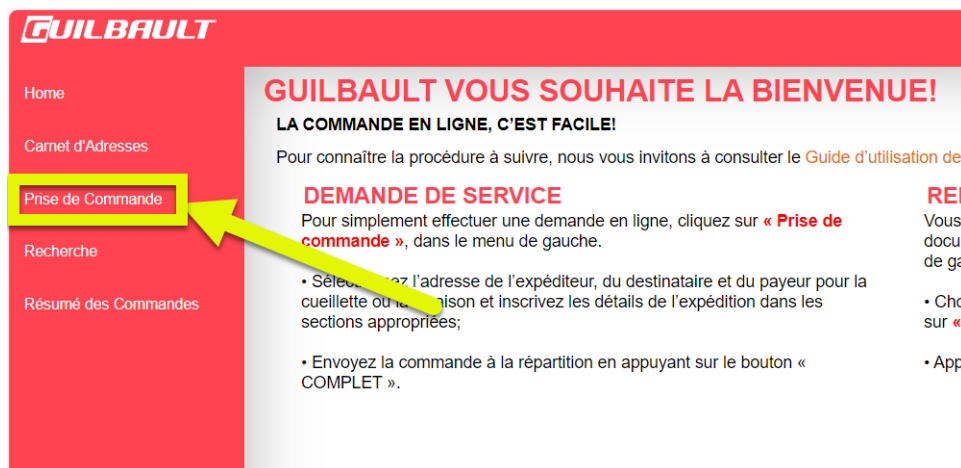 GUILBAULT
Home
Carnet d'Adresses
Prise de Commande
Recherche
Résumé des Commandes
GUILBAULT VOUS SOUHAITE LA BIENVENUE!
LA COMMANDE EN LIGNE, C'EST FACILE!
Pour connaître la procédure à suivre, nous vous invitons à consulter le Guide d'utilisation de
DEMANDE DE SERVICE
Pour simplement effectuer une demande en ligne, cliquez sur « Prise de
commande », dans le menu de gauche.
• l'adresse de l'expéditeur, du destinataire et du payeur pour la
cueillette ou et inscrivez les détails de l'expédition dans les
sections appropriées;
• Envoyez la commande à la répartition en appuyant sur le bouton «
COMPLET ».
Vous
de
sur «